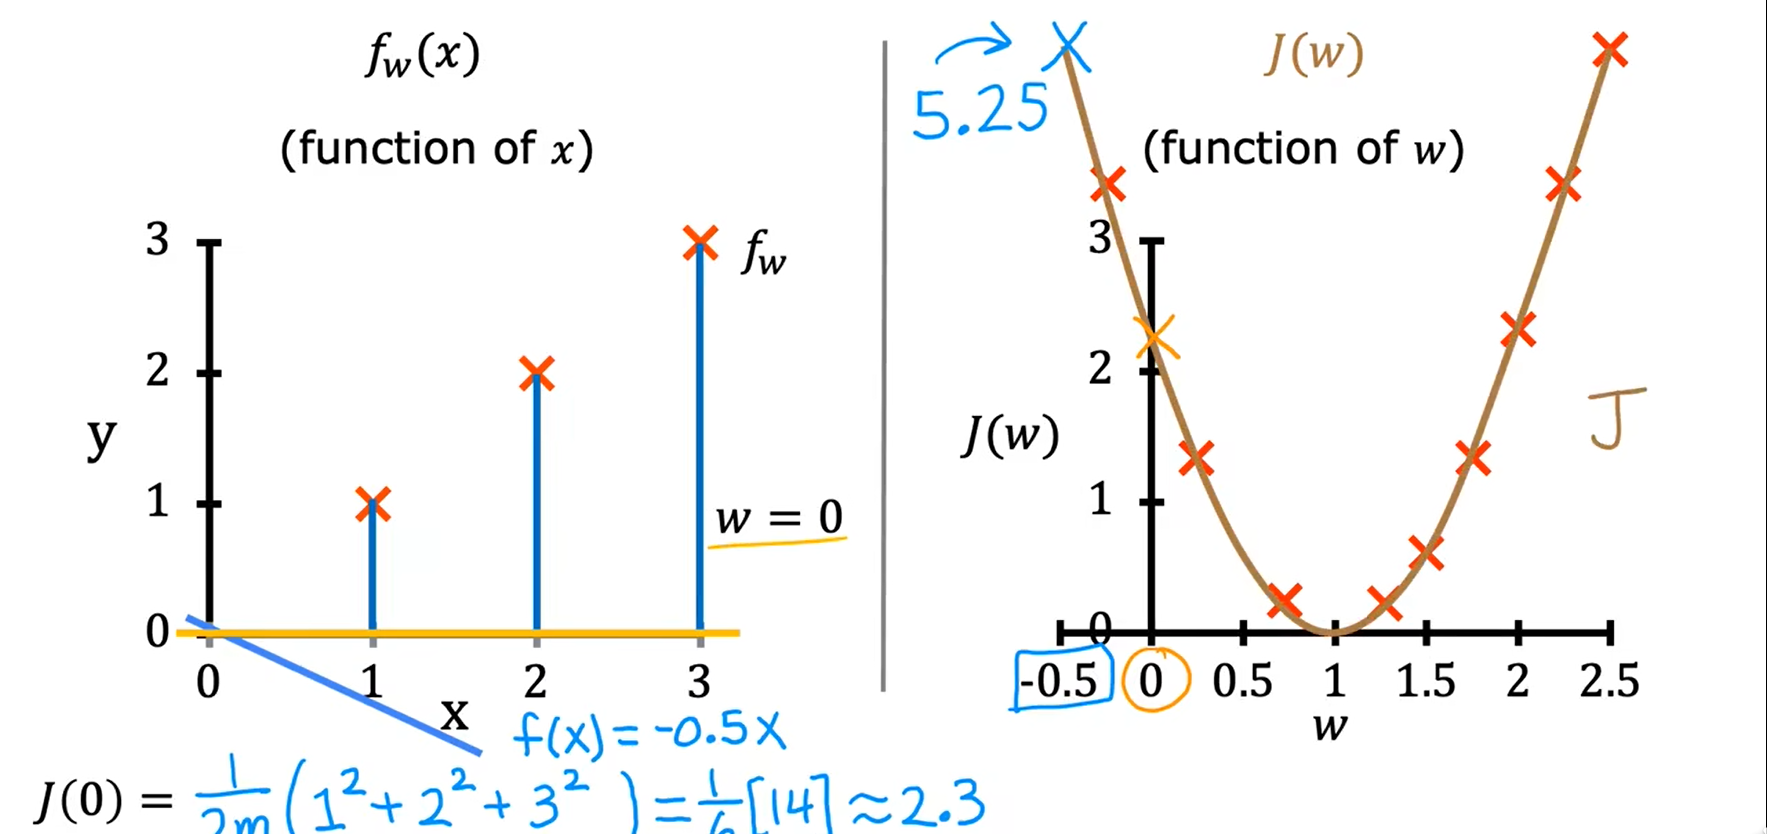 f_w(x)
(function of x)
3
f_w
2
y
1
w = 0
0
0 1 2 3
x
f(x) = -0.5x
J(0) = 1/2m (1² + 2² + 3²) = 1/6 [14] ≈ 2.3
5.25
J(w)
(function of w)
3
2
J
J(w)
1
0
-0.5 0 0.5 1 1.5 2 2.5
w